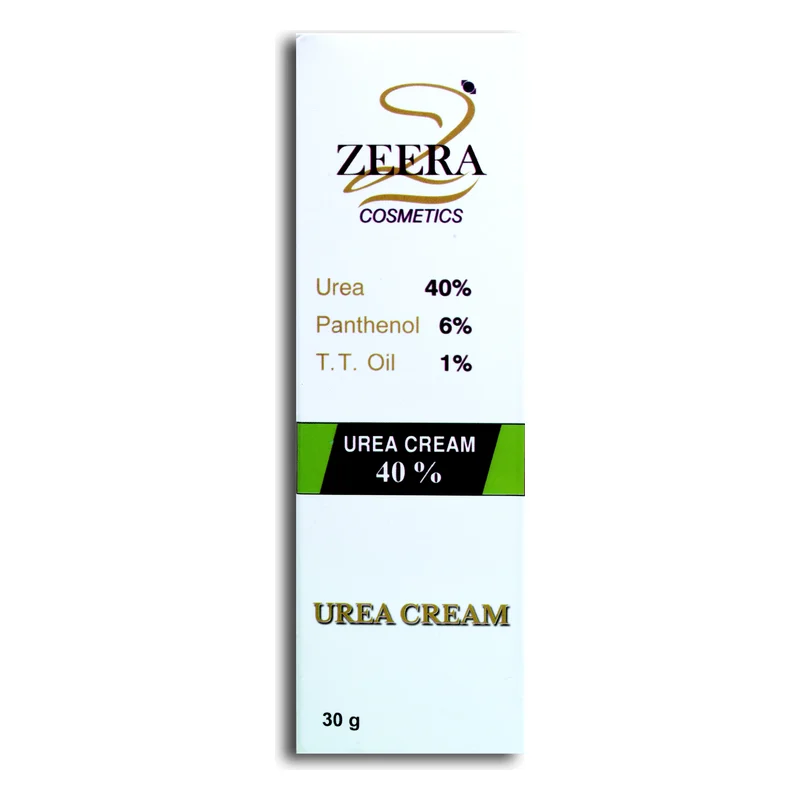 ZEERA
COSMETICS
Urea 40%
Panthenol 6%
T.T. Oil 1%
UREA CREAM
40 %
UREA CREAM
30 g